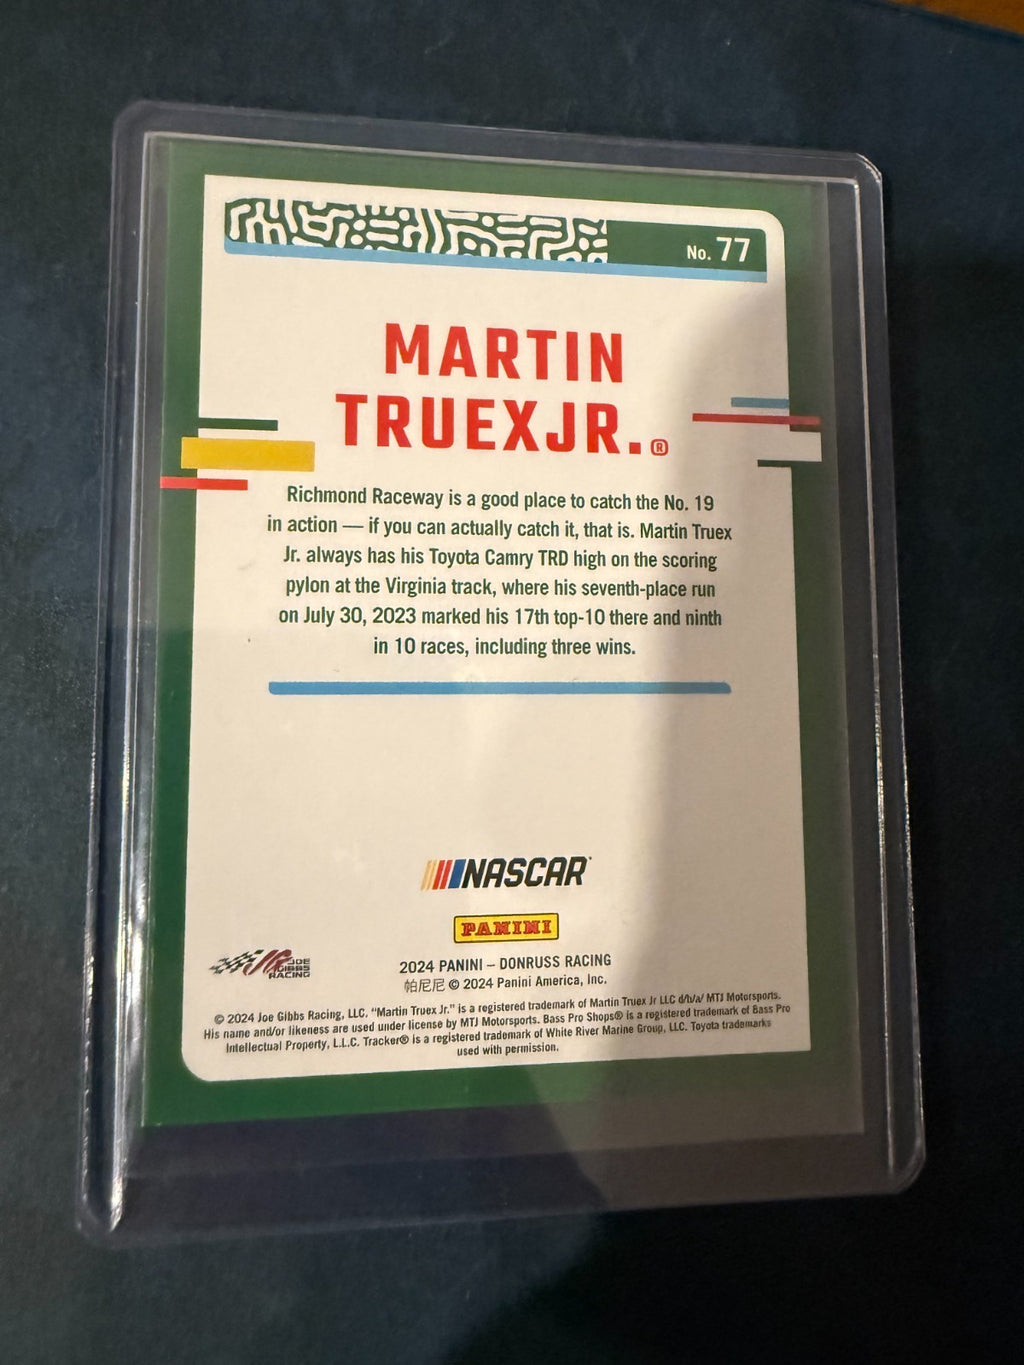 No. 77
MARTIN
TRUEX JR.®
Richmond Raceway is a good place to catch the No. 19
in action — if you can actually catch it, that is. Martin Truex
Jr. always has his Toyota Camry TRD high on the scoring
pylon at the Virginia track, where his seventh-place run
on July 30, 2023 marked his 17th top-10 there and ninth
in 10 races, including three wins.
NASCAR
PANINI
JOE
GIBBS
RACING
2024 PANINI – DONRUSS RACING
帕尼尼 © 2024 Panini America, Inc.
© 2024 Joe Gibbs Racing, LLC. “Martin Truex Jr.” is a registered trademark of Martin Truex Jr LLC d/b/a/ MTJ Motorsports.
His name and/or likeness are used under license by MTJ Motorsports. Bass Pro Shops® is a registered trademark of Bass Pro
Intellectual Property, L.L.C. Tracker® is a registered trademark of White River Marine Group, LLC. Toyota trademarks
used with permission.